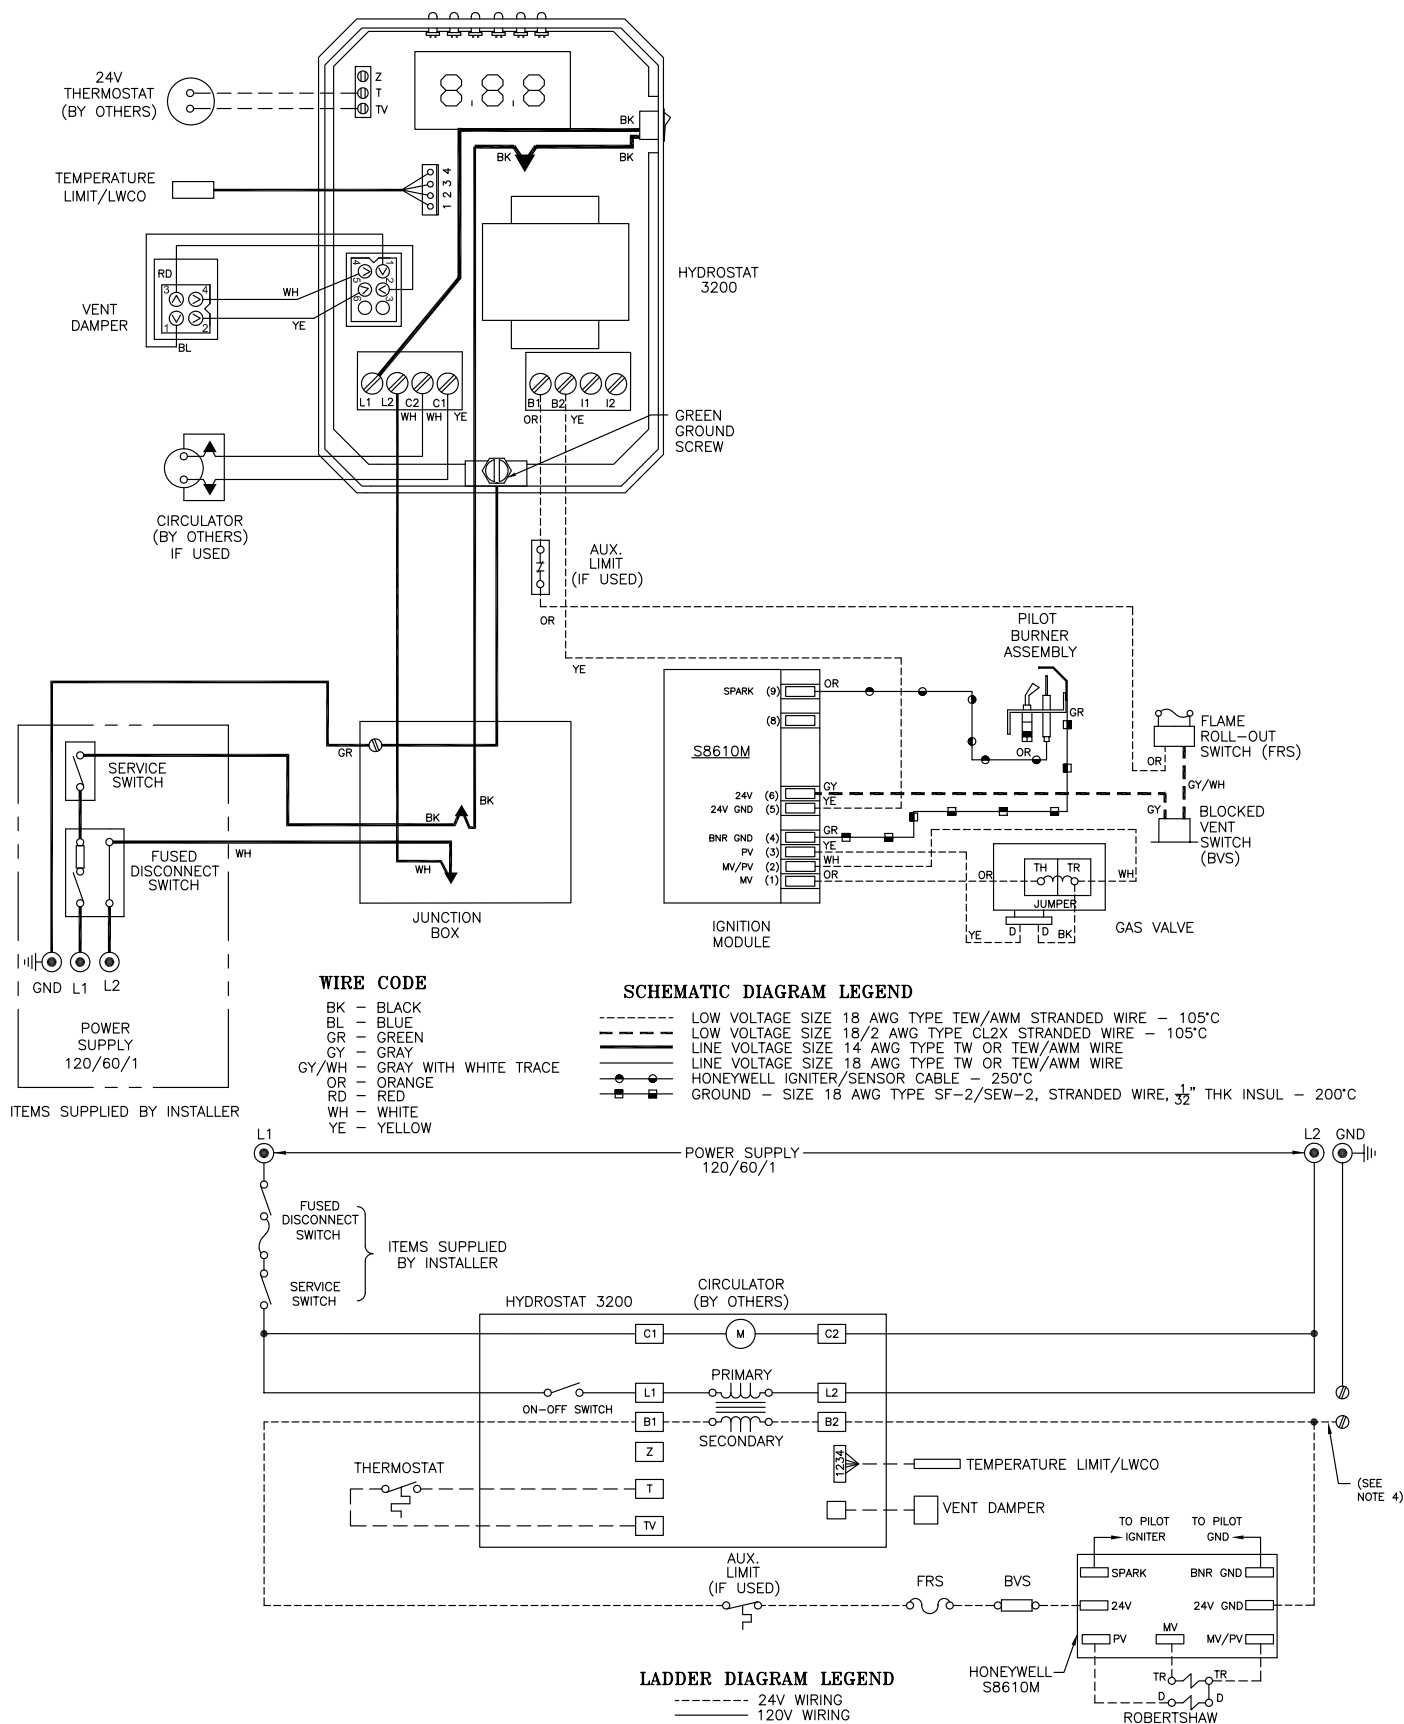 24V
THERMOSTAT
(BY OTHERS)
Z
T
TV
BK
BK
BK
TEMPERATURE
LIMIT/LWCO
1 2 3 4
HYDROSTAT
3200
RD
3
4
1
2
WH
YE
BL
VENT
DAMPER
4
1
5
2
6
3
L1
L2
C2
C1
WH
WH
YE
B1
B2
I1
I2
OR
YE
GREEN
GROUND
SCREW
CIRCULATOR
(BY OTHERS)
IF USED
AUX.
LIMIT
(IF USED)
OR
YE
PILOT
BURNER
ASSEMBLY
SPARK (9)
OR
(8)
S8610M
24V (6)
GY
24V GND (5)
YE
BNR GND (4)
GR
PV (3)
YE
MV/PV (2)
WH
MV (1)
OR
IGNITION
MODULE
GR
OR
FLAME
ROLL-OUT
SWITCH (FRS)
OR
GY/WH
GY
BLOCKED
VENT
SWITCH
(BVS)
OR
TH
TR
WH
JUMPER
YE
D
D
BK
GAS VALVE
SERVICE
SWITCH
FUSED
DISCONNECT
SWITCH
WH
GR
BK
BK
WH
JUNCTION
BOX
GND
L1
L2
POWER
SUPPLY
120/60/1
ITEMS SUPPLIED BY INSTALLER
WIRE CODE
BK - BLACK
BL - BLUE
GR - GREEN
GY - GRAY
GY/WH - GRAY WITH WHITE TRACE
OR - ORANGE
RD - RED
WH - WHITE
YE - YELLOW
SCHEMATIC DIAGRAM LEGEND
LOW VOLTAGE SIZE 18 AWG TYPE TEW/AWM STRANDED WIRE - 105°C
LOW VOLTAGE SIZE 18/2 AWG TYPE CL2X STRANDED WIRE - 105°C
LINE VOLTAGE SIZE 14 AWG TYPE TW OR TEW/AWM WIRE
LINE VOLTAGE SIZE 18 AWG TYPE TW OR TEW/AWM WIRE
HONEYWELL IGNITER/SENSOR CABLE - 250°C
GROUND - SIZE 18 AWG TYPE SF-2/SEW-2, STRANDED WIRE, 1/32" THK INSUL - 200°C
L1
POWER SUPPLY
120/60/1
L2
GND
FUSED
DISCONNECT
SWITCH
SERVICE
SWITCH
ITEMS SUPPLIED
BY INSTALLER
HYDROSTAT 3200
CIRCULATOR
(BY OTHERS)
C1
M
C2
PRIMARY
ON-OFF SWITCH
L1
L2
B1
B2
SECONDARY
Z
THERMOSTAT
T
TV
1234
TEMPERATURE LIMIT/LWCO
VENT DAMPER
(SEE
NOTE 4)
AUX.
LIMIT
(IF USED)
FRS
BVS
TO PILOT
IGNITER
TO PILOT
GND
SPARK
BNR GND
24V
24V GND
PV
MV
MV/PV
HONEYWELL
S8610M
TR
TR
D
D
ROBERTSHAW
LADDER DIAGRAM LEGEND
24V WIRING
120V WIRING